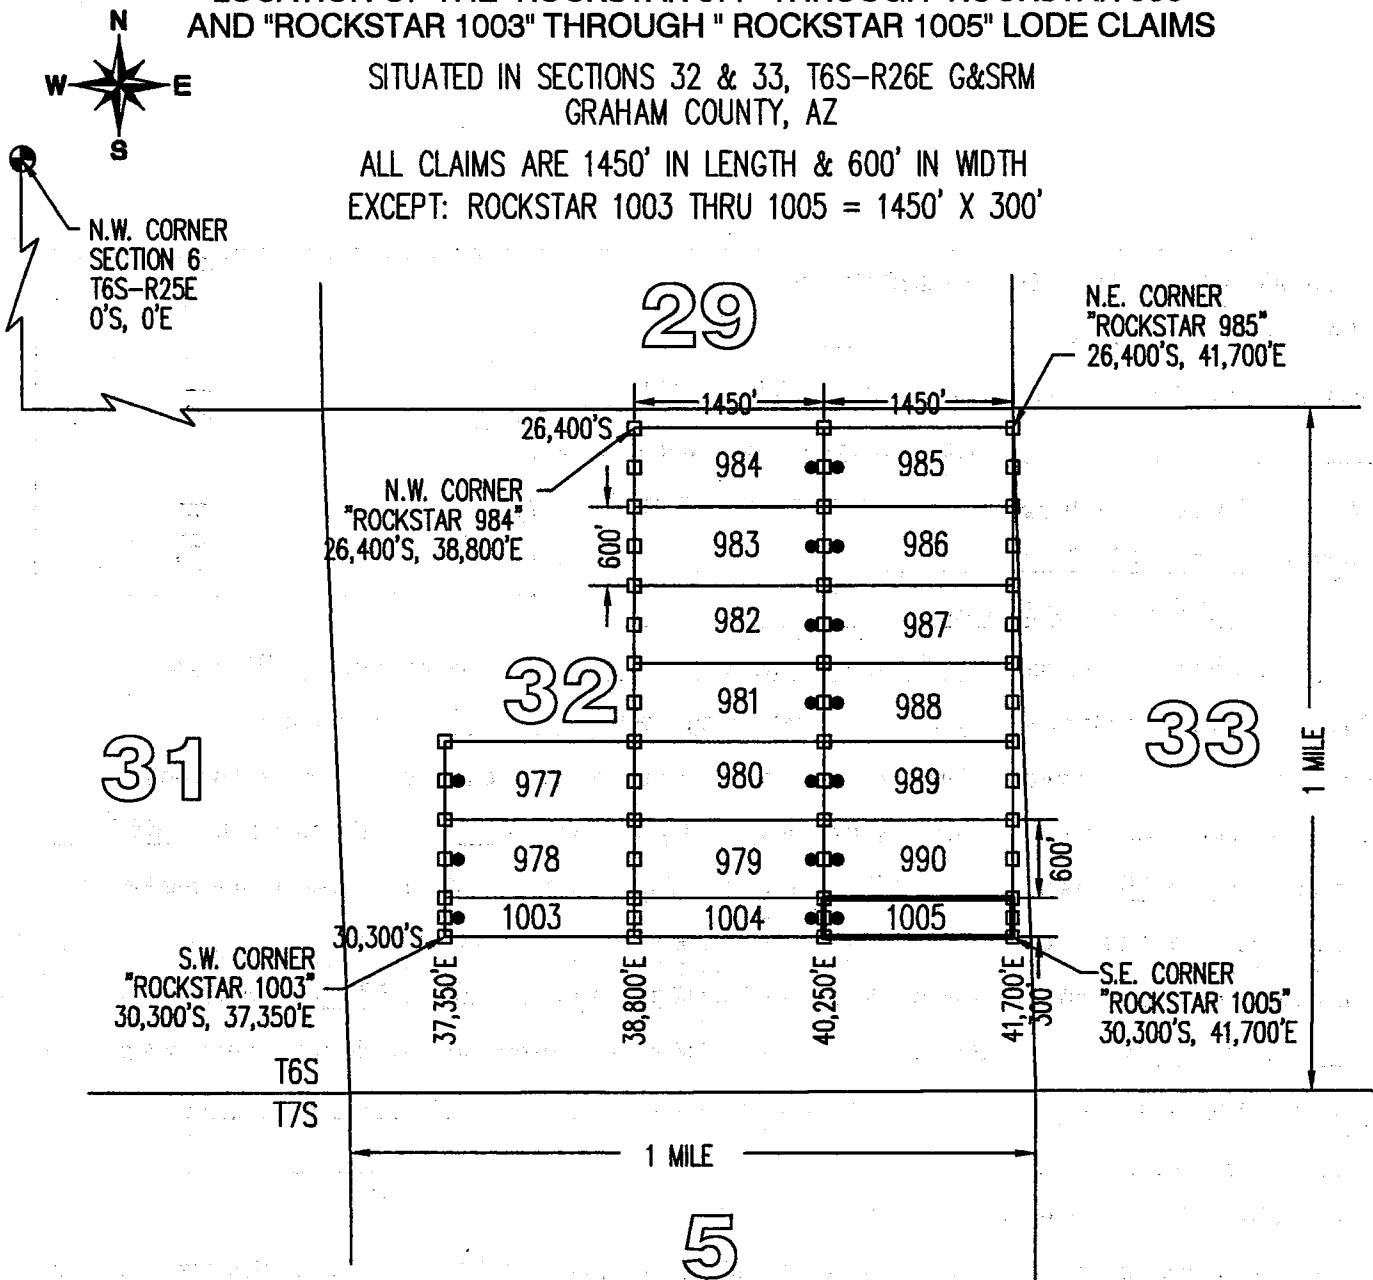 AND "ROCKSTAR 1003" THROUGH " ROCKSTAR 1005" LODE CLAIMS
N
W
E
S
SITUATED IN SECTIONS 32 & 33, T6S-R26E G&SRM
GRAHAM COUNTY, AZ
ALL CLAIMS ARE 1450' IN LENGTH & 600' IN WIDTH
EXCEPT: ROCKSTAR 1003 THRU 1005 = 1450' X 300'
N.W. CORNER
SECTION 6
T6S-R25E
0'S, 0'E
29
N.E. CORNER
"ROCKSTAR 985"
26,400'S, 41,700'E
1450'
1450'
26,400'S
984
985
N.W. CORNER
"ROCKSTAR 984"
26,400'S, 38,800'E
600'
983
986
982
987
32
981
988
33
31
1 MILE
977
980
989
978
979
990
600'
1003
1004
1005
30,300'S
S.W. CORNER
"ROCKSTAR 1003"
30,300'S, 37,350'E
37,350'E
38,800'E
40,250'E
41,700'E
300'
S.E. CORNER
"ROCKSTAR 1005"
30,300'S, 41,700'E
T6S
T7S
1 MILE
5